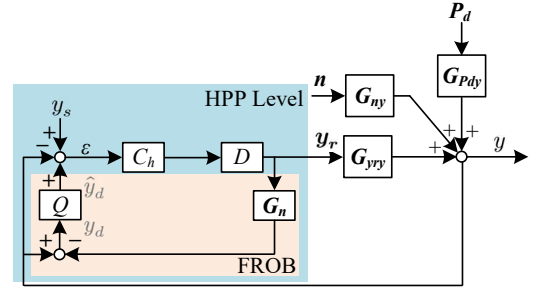 P_d
G_Pdy
HPP Level
n
G_ny
y_s
+
−
ε
C_h
D
y_r
G_yry
+
+
+
y
+
Q
ŷ_d
G_n
y_d
+
−
FROB